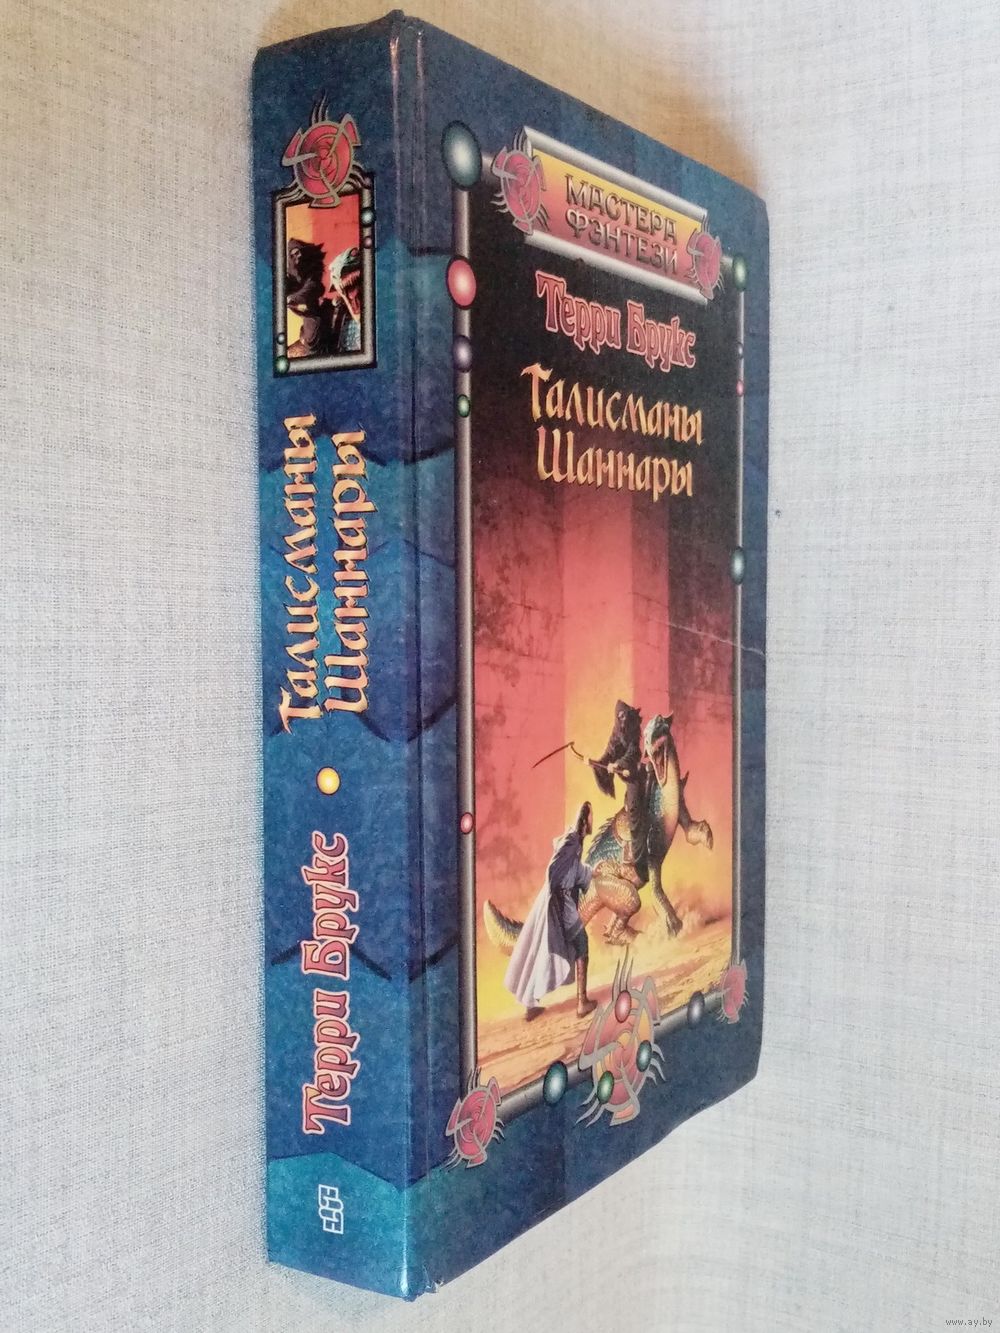 МАСТЕРА
ФЭНТЕЗИ
Терри Брукс
Талисманы
Шаннары
Терри Брукс • Талисманы
Шаннары
www.ay.by